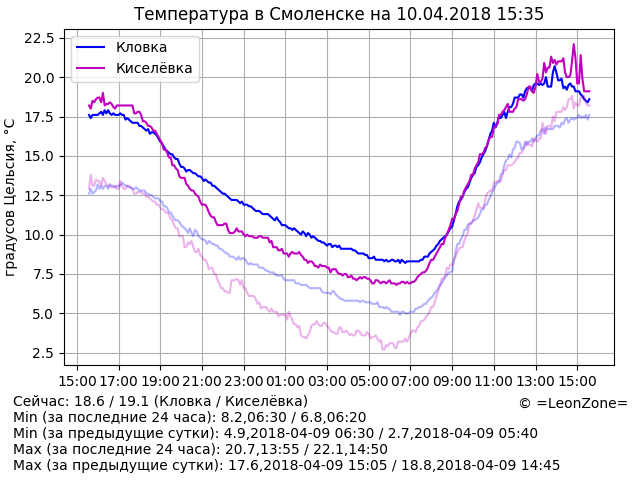 Температура в Смоленске на 10.04.2018 15:35
Кловка
Киселёвка
градусов Цельсия, °C
22.5
20.0
17.5
15.0
12.5
10.0
7.5
5.0
2.5
15:00 17:00 19:00 21:00 23:00 01:00 03:00 05:00 07:00 09:00 11:00 13:00 15:00
Сейчас: 18.6 / 19.1 (Кловка / Киселёвка)
© =LeonZone=
Min (за последние 24 часа): 8.2,06:30 / 6.8,06:20
Min (за предыдущие сутки): 4.9,2018-04-09 06:30 / 2.7,2018-04-09 05:40
Max (за последние 24 часа): 20.7,13:55 / 22.1,14:50
Max (за предыдущие сутки): 17.6,2018-04-09 15:05 / 18.8,2018-04-09 14:45